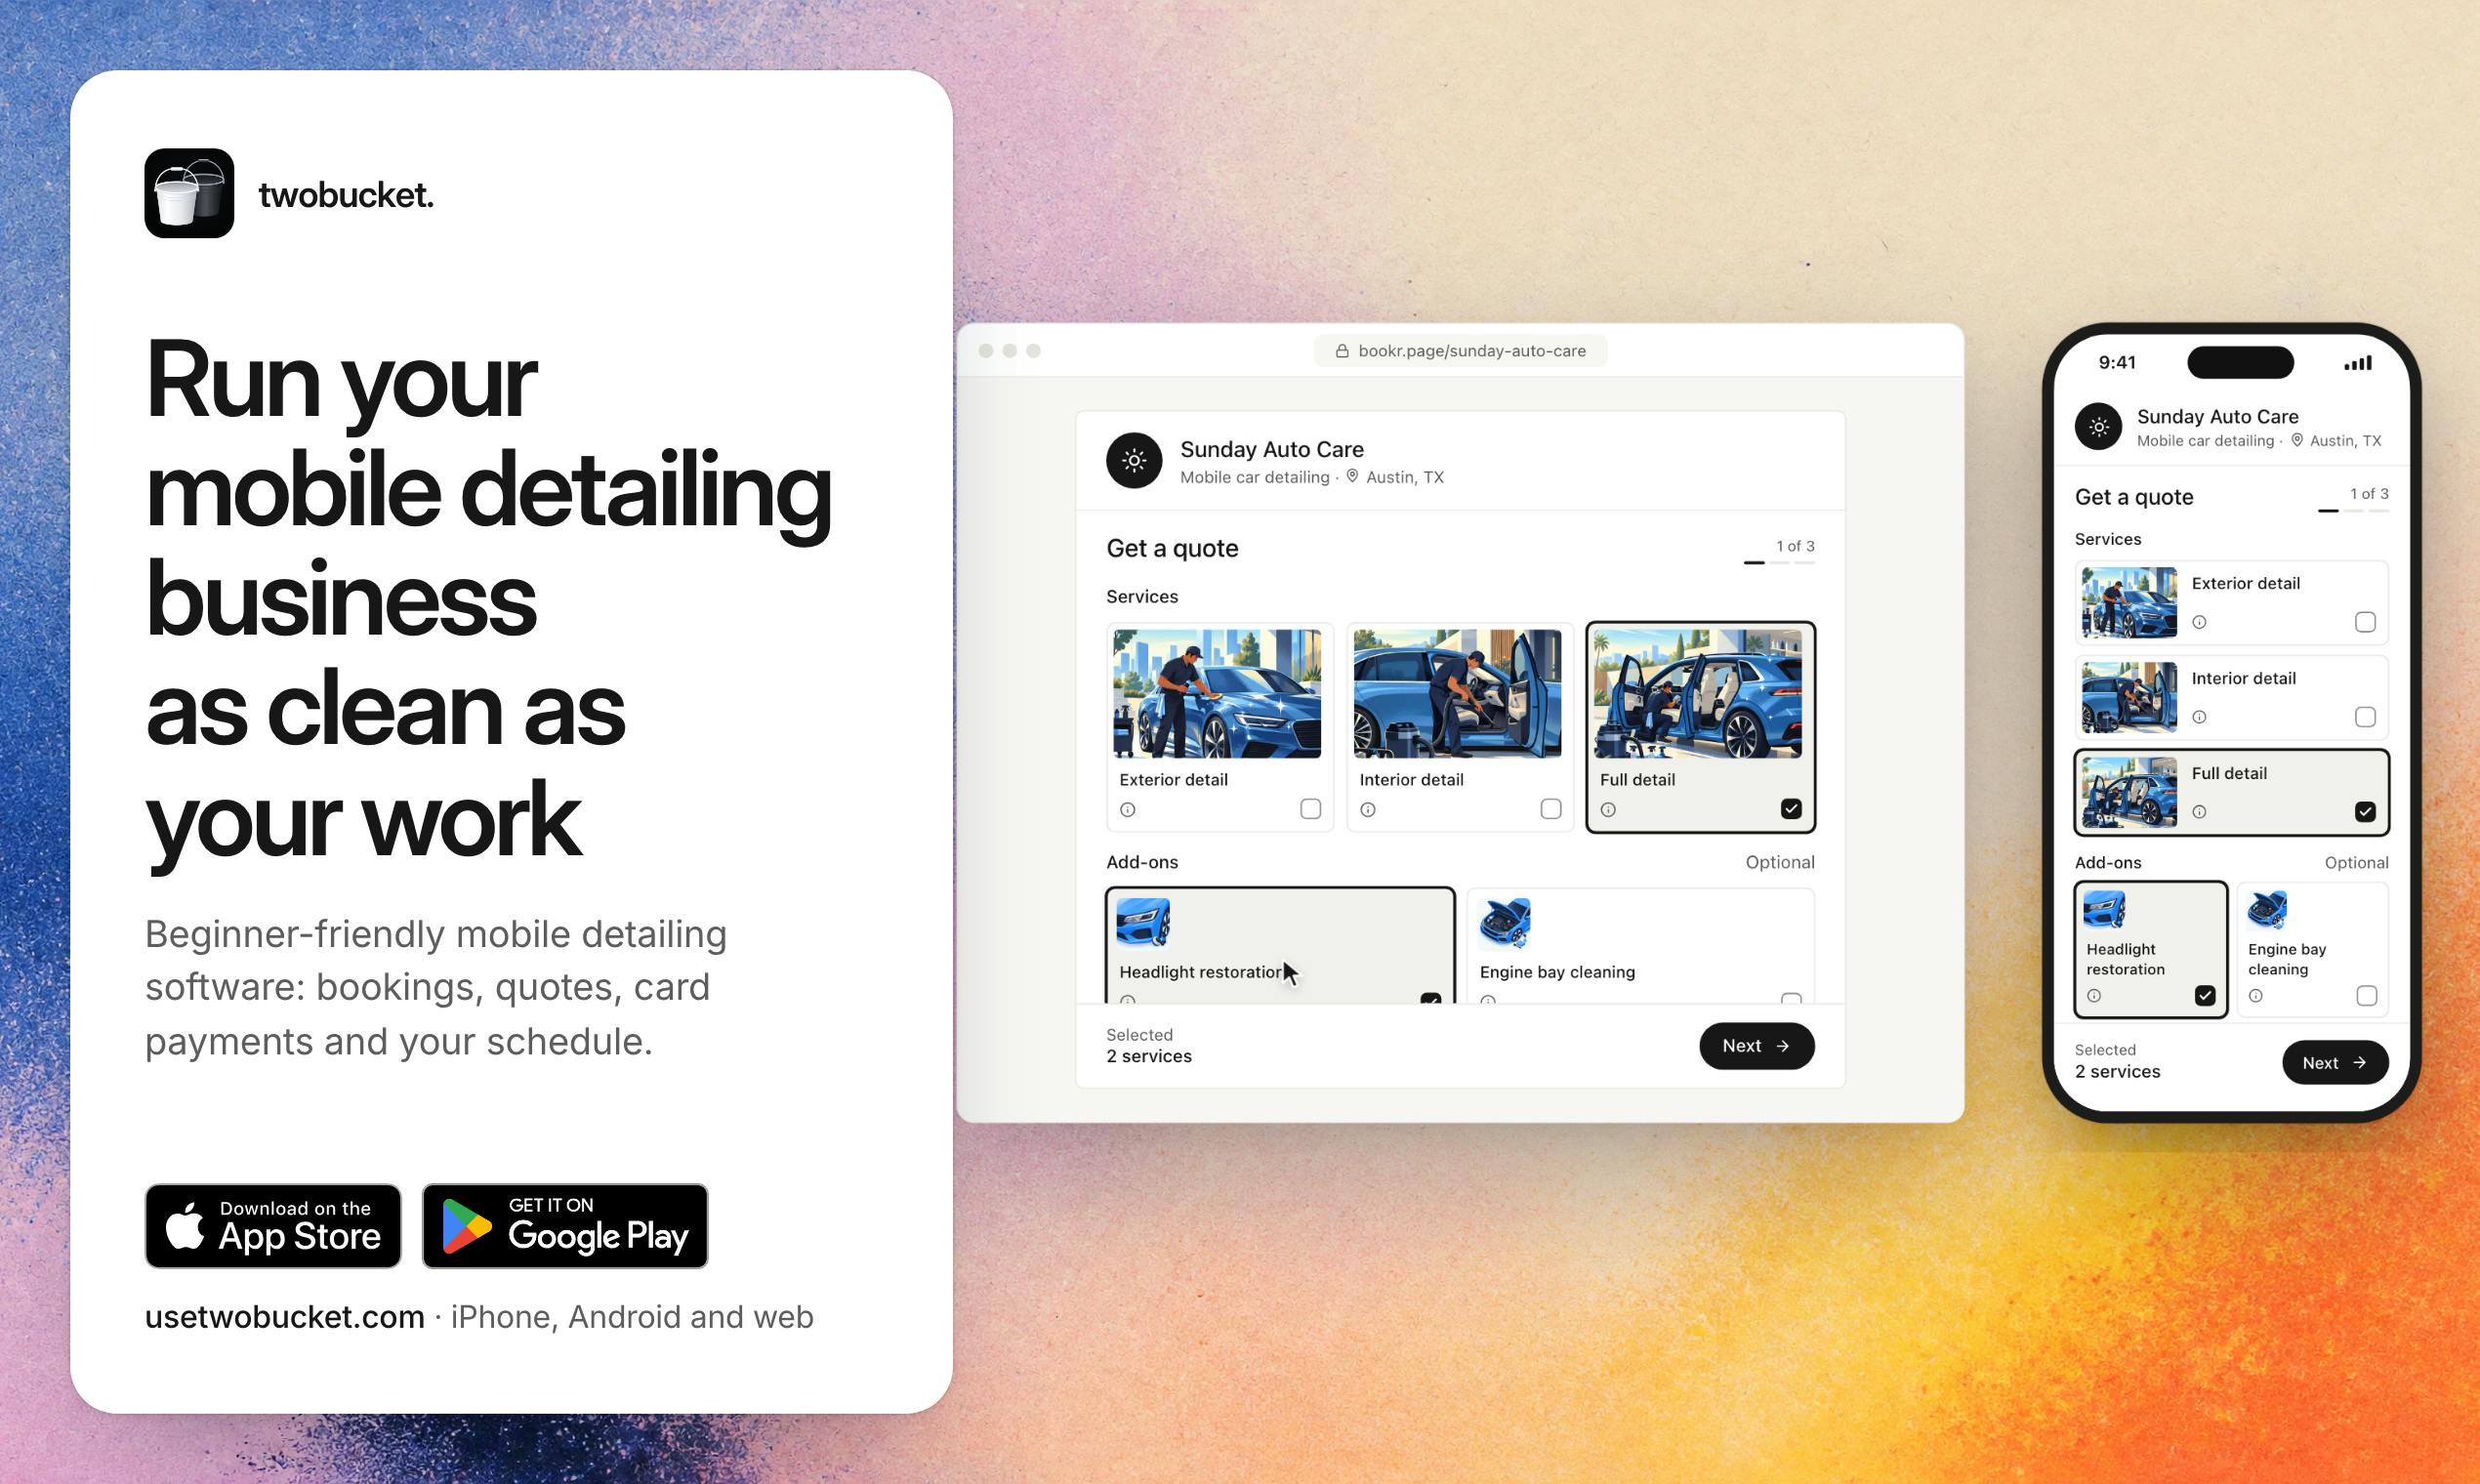 twobucket.
Run your
mobile detailing
business
as clean as
your work
Beginner-friendly mobile detailing
software: bookings, quotes, card
payments and your schedule.
Download on the
App Store
GET IT ON
Google Play
usetwobucket.com · iPhone, Android and web
bookr.page/sunday-auto-care
Sunday Auto Care
Mobile car detailing · Austin, TX
Get a quote
1 of 3
Services
Exterior detail
Interior detail
Full detail
Add-ons
Optional
Headlight restoration
Engine bay cleaning
Selected
2 services
Next
9:41
Sunday Auto Care
Mobile car detailing · Austin, TX
Get a quote
1 of 3
Services
Exterior detail
Interior detail
Full detail
Add-ons
Optional
Headlight
restoration
Engine bay
cleaning
Selected
2 services
Next